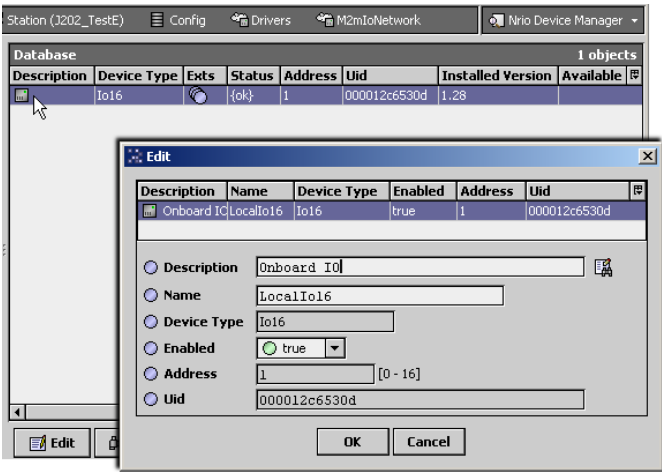 Station (J202_TestE) Config Drivers M2mIoNetwork Nrio Device Manager
Database 1 objects
Description Device Type Exts Status Address Uid Installed Version Available
Io16 {ok} 1 000012c6530d 1.28
Edit
Description Name Device Type Enabled Address Uid
Onboard IO LocalIo16 Io16 true 1 000012c6530d
Description Onboard IO
Name LocalIo16
Device Type Io16
Enabled true
Address 1 [0 - 16]
Uid 000012c6530d
Edit
OK Cancel